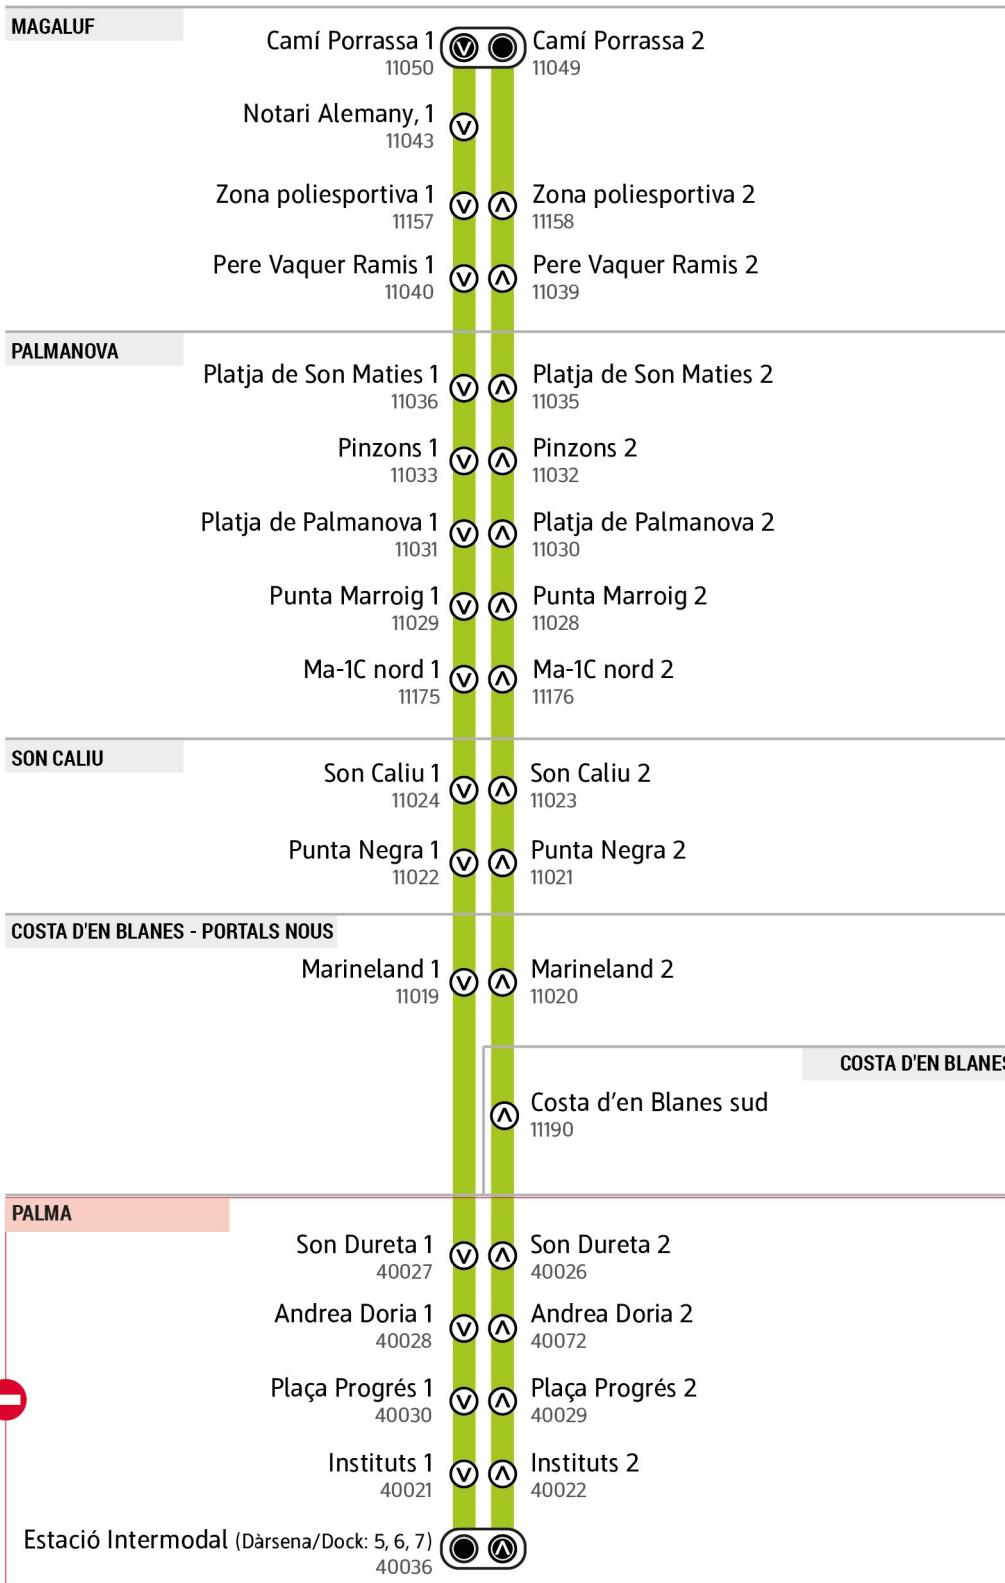 MAGALUF
Camí Porrassa 1
11050
Camí Porrassa 2
11049
Notari Alemany, 1
11043
Zona poliesportiva 1
11157
Zona poliesportiva 2
11158
Pere Vaquer Ramis 1
11040
Pere Vaquer Ramis 2
11039
PALMANOVA
Platja de Son Maties 1
11036
Platja de Son Maties 2
11035
Pinzons 1
11033
Pinzons 2
11032
Platja de Palmanova 1
11031
Platja de Palmanova 2
11030
Punta Marroig 1
11029
Punta Marroig 2
11028
Ma-1C nord 1
11175
Ma-1C nord 2
11176
SON CALIU
Son Caliu 1
11024
Son Caliu 2
11023
Punta Negra 1
11022
Punta Negra 2
11021
COSTA D'EN BLANES - PORTALS NOUS
Marineland 1
11019
Marineland 2
11020
COSTA D'EN BLANES
Costa d’en Blanes sud
11190
PALMA
Son Dureta 1
40027
Son Dureta 2
40026
Andrea Doria 1
40028
Andrea Doria 2
40072
Plaça Progrés 1
40030
Plaça Progrés 2
40029
Instituts 1
40021
Instituts 2
40022
Estació Intermodal (Dàrsena/Dock: 5, 6, 7)
40036